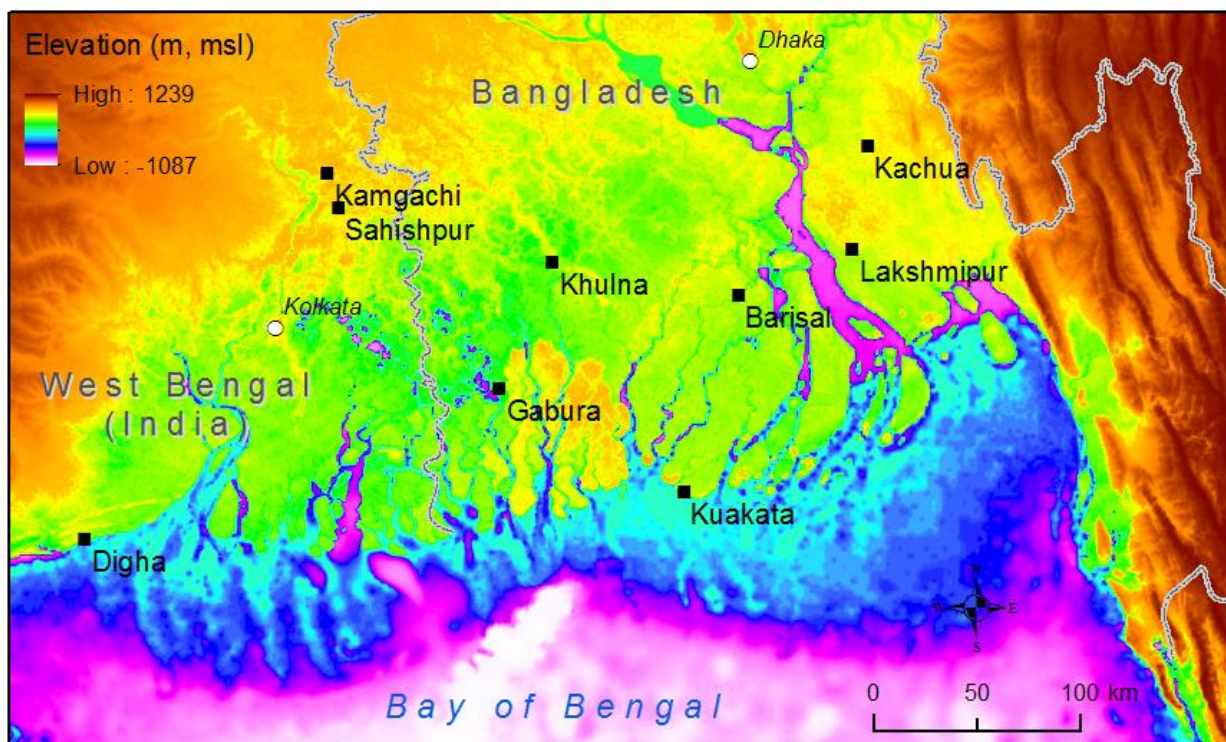 Elevation (m, msl)
High : 1239
Low : -1087
Dhaka
Bangladesh
Kachua
Kamgachi
Sahishpur
Khulna
Lakshmipur
Barisal
Kolkata
West Bengal
(India)
Gabura
Kuakata
Digha
N
W E
S
Bay of Bengal
0 50 100 km